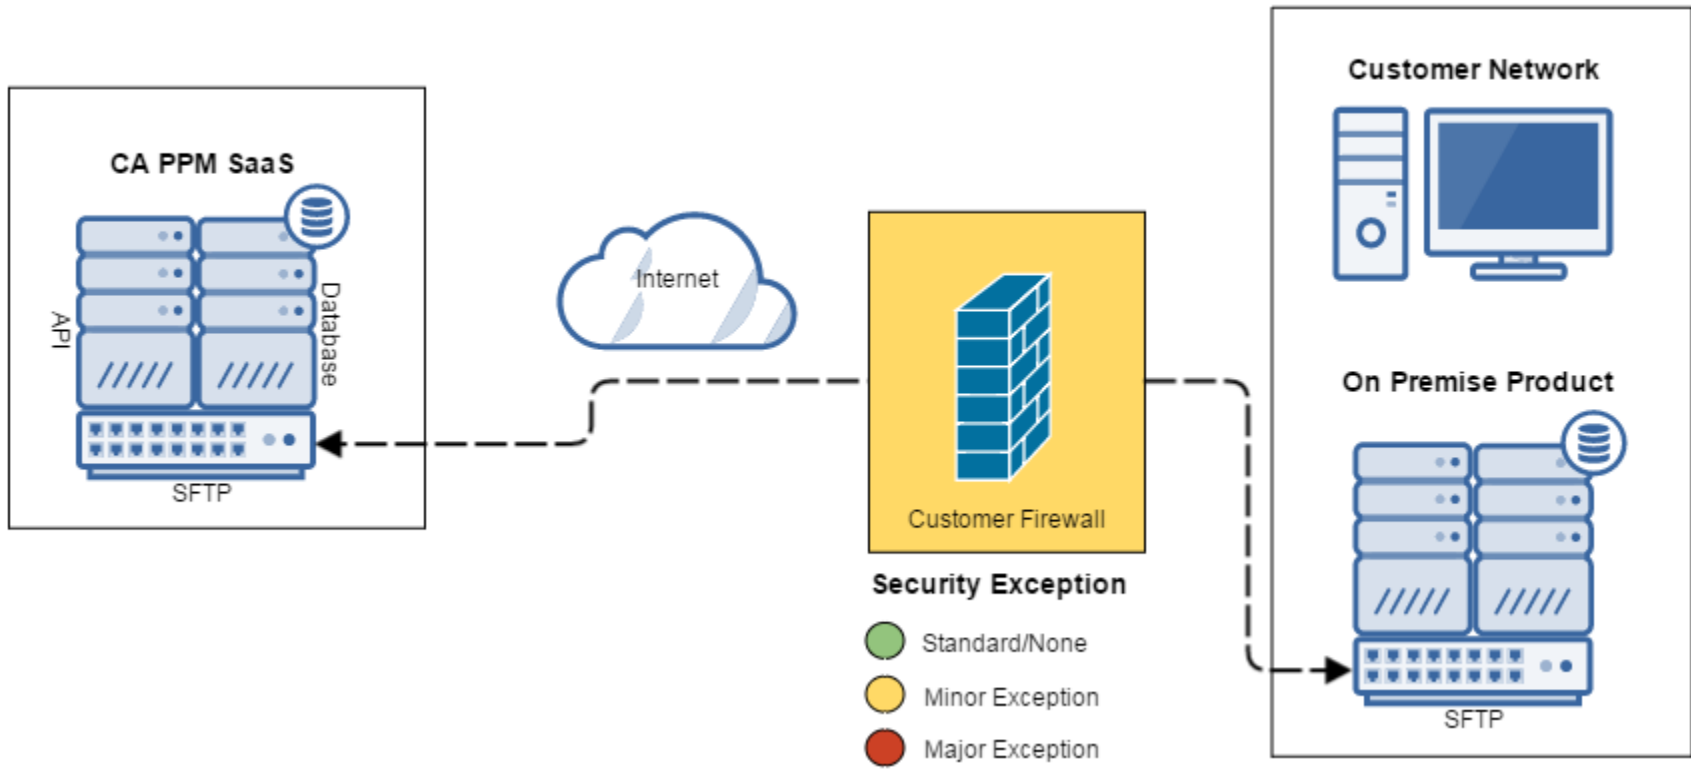 CA PPM SaaS
API
Database
SFTP
Internet
Customer Firewall
Security Exception
Standard/None
Minor Exception
Major Exception
Customer Network
On Premise Product
SFTP